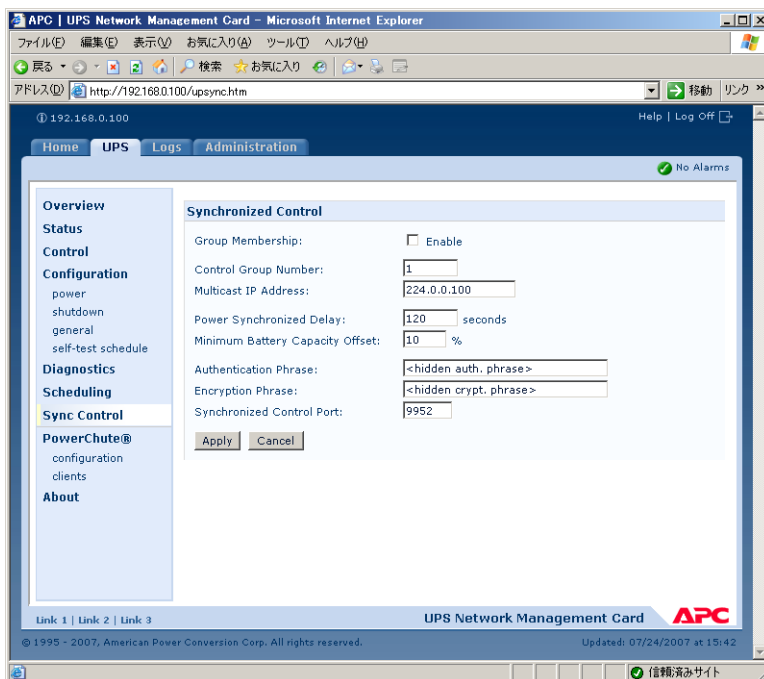 APC | UPS Network Management Card - Microsoft Internet Explorer
ファイル(F) 編集(E) 表示(V) お気に入り(A) ツール(T) ヘルプ(H)
戻る 検索 お気に入り
アドレス(D) http://192.168.0.100/upsync.htm 移動 リンク »
192.168.0.100 Help | Log Off
Home UPS Logs Administration
No Alarms
Overview
Status
Control
Configuration
power
shutdown
general
self-test schedule
Diagnostics
Scheduling
Sync Control
PowerChute®
configuration
clients
About
Synchronized Control
Group Membership: Enable
Control Group Number: 1
Multicast IP Address: 224.0.0.100
Power Synchronized Delay: 120 seconds
Minimum Battery Capacity Offset: 10 %
Authentication Phrase: <hidden auth. phrase>
Encryption Phrase: <hidden crypt. phrase>
Synchronized Control Port: 9952
Apply Cancel
Link 1 | Link 2 | Link 3 UPS Network Management Card APC
© 1995 - 2007, American Power Conversion Corp. All rights reserved. Updated: 07/24/2007 at 15:42
信頼済みサイト